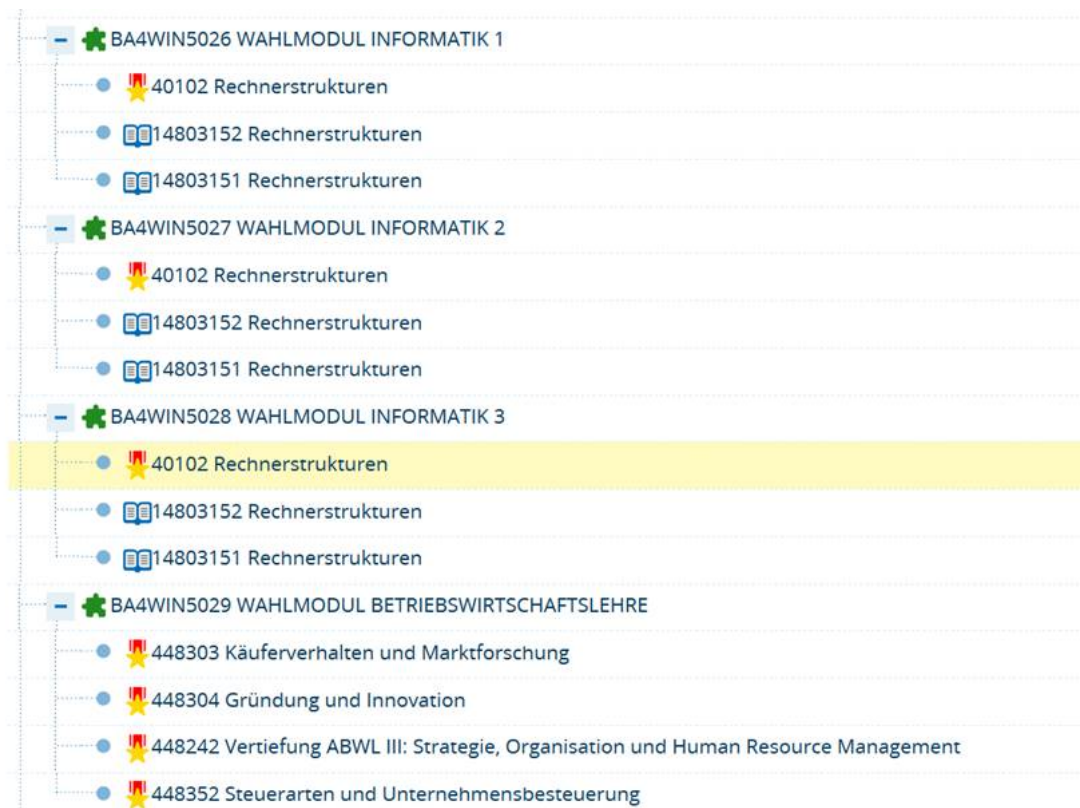 BA4WIN5026 WAHLMODUL INFORMATIK 1
40102 Rechnerstrukturen
14803152 Rechnerstrukturen
14803151 Rechnerstrukturen
BA4WIN5027 WAHLMODUL INFORMATIK 2
40102 Rechnerstrukturen
14803152 Rechnerstrukturen
14803151 Rechnerstrukturen
BA4WIN5028 WAHLMODUL INFORMATIK 3
40102 Rechnerstrukturen
14803152 Rechnerstrukturen
14803151 Rechnerstrukturen
BA4WIN5029 WAHLMODUL BETRIEBSWIRTSCHAFTSLEHRE
448303 Käuferverhalten und Marktforschung
448304 Gründung und Innovation
448242 Vertiefung ABWL III: Strategie, Organisation und Human Resource Management
448352 Steuerarten und Unternehmensbesteuerung